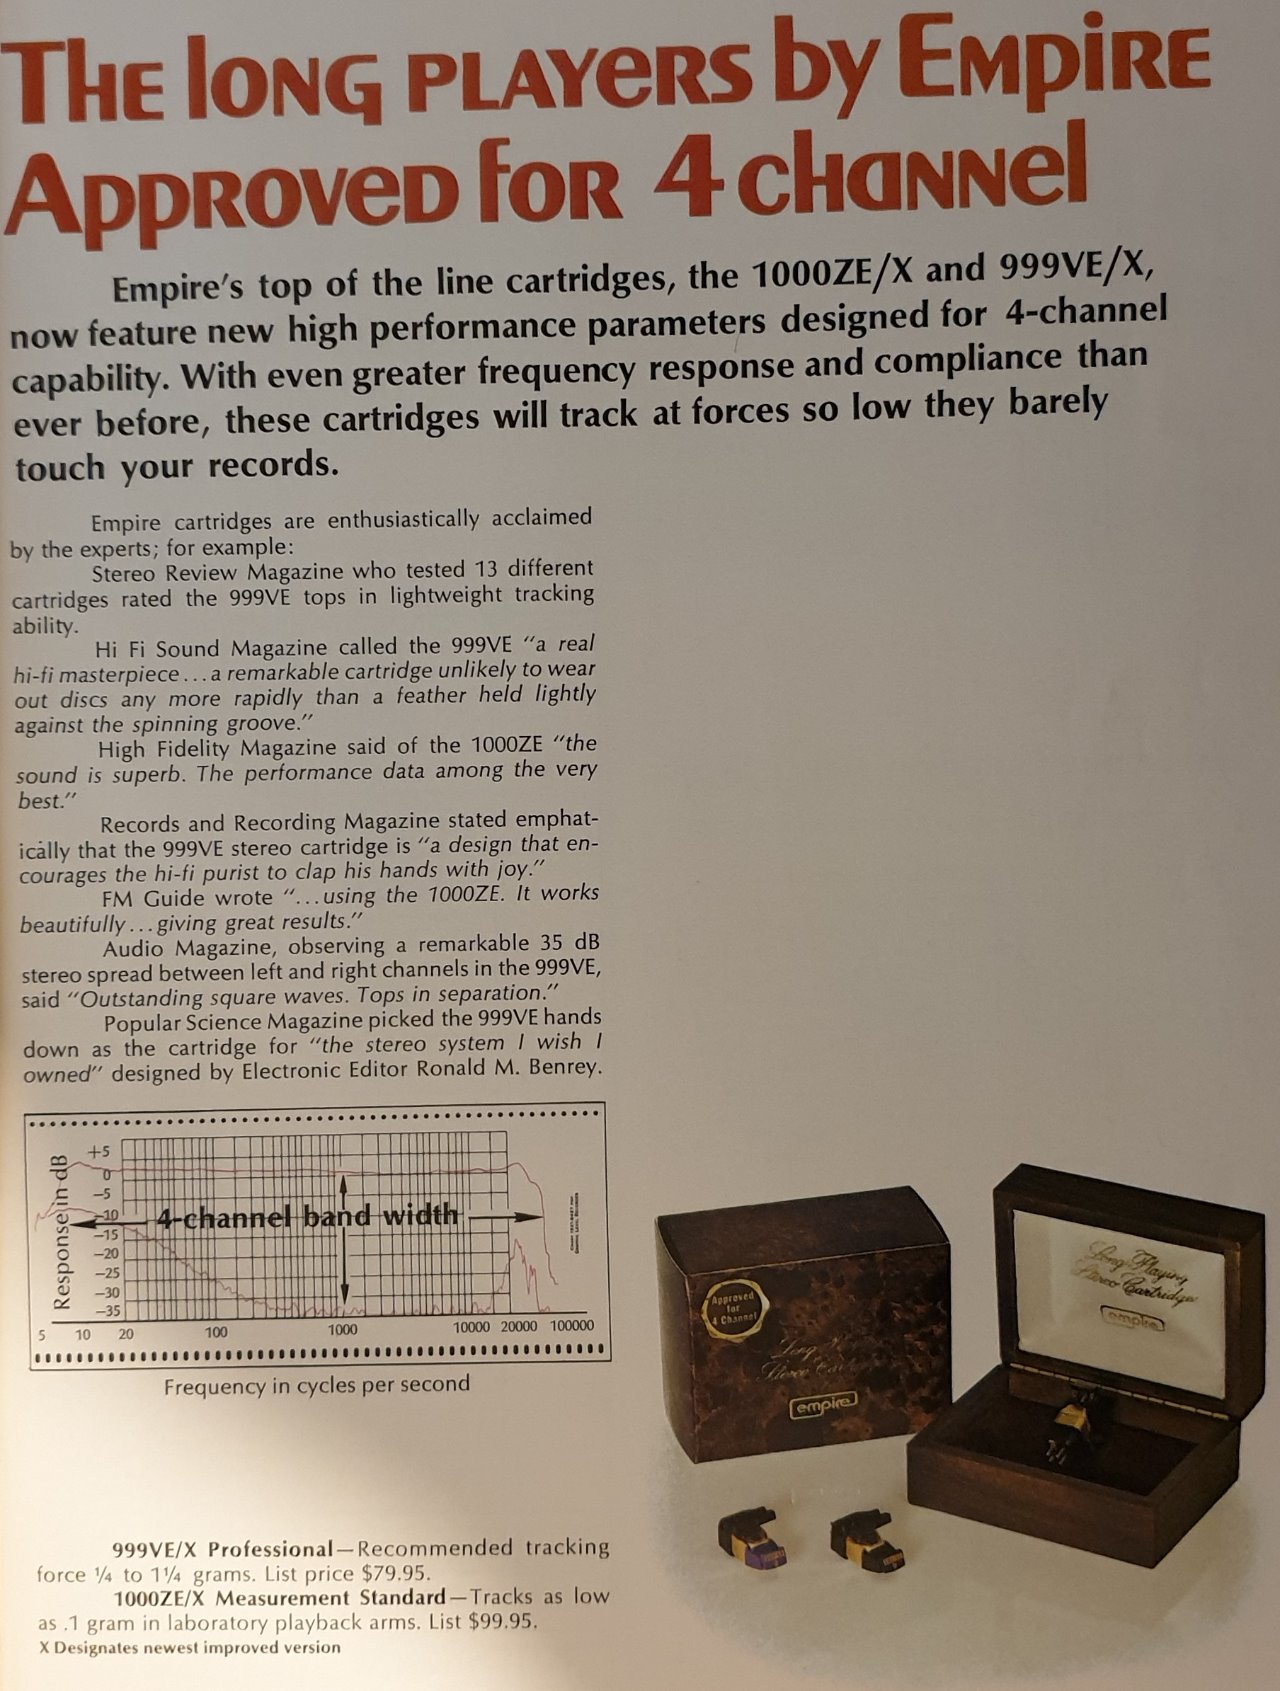 The long players by Empire
Approved for 4 channel
Empire's top of the line cartridges, the 1000ZE/X and 999VE/X,
now feature new high performance parameters designed for 4-channel
capability. With even greater frequency response and compliance than
ever before, these cartridges will track at forces so low they barely
touch your records.
Empire cartridges are enthusiastically acclaimed
by the experts; for example:
Stereo Review Magazine who tested 13 different
cartridges rated the 999VE tops in lightweight tracking
ability.
Hi Fi Sound Magazine called the 999VE "a real
hi-fi masterpiece...a remarkable cartridge unlikely to wear
out discs any more rapidly than a feather held lightly
against the spinning groove."
High Fidelity Magazine said of the 1000ZE "the
sound is superb. The performance data among the very
best."
Records and Recording Magazine stated emphat-
ically that the 999VE stereo cartridge is "a design that en-
courages the hi-fi purist to clap his hands with joy."
FM Guide wrote "...using the 1000ZE. It works
beautifully...giving great results."
Audio Magazine, observing a remarkable 35 dB
stereo spread between left and right channels in the 999VE,
said "Outstanding square waves. Tops in separation."
Popular Science Magazine picked the 999VE hands
down as the cartridge for "the stereo system I wish I
owned" designed by Electronic Editor Ronald M. Benrey.
Response in dB
+5
0
-5
-10
-15
-20
-25
-30
-35
4-channel band width
5 10 20 100 1000 10000 20000 100000
Frequency in cycles per second
Approved
for
4 Channel
Long
Stereo
empire
Long Playing
Stereo Cartridge
empire
999VE/X Professional—Recommended tracking
force ¼ to 1¼ grams. List price $79.95.
1000ZE/X Measurement Standard—Tracks as low
as .1 gram in laboratory playback arms. List $99.95.
X Designates newest improved version